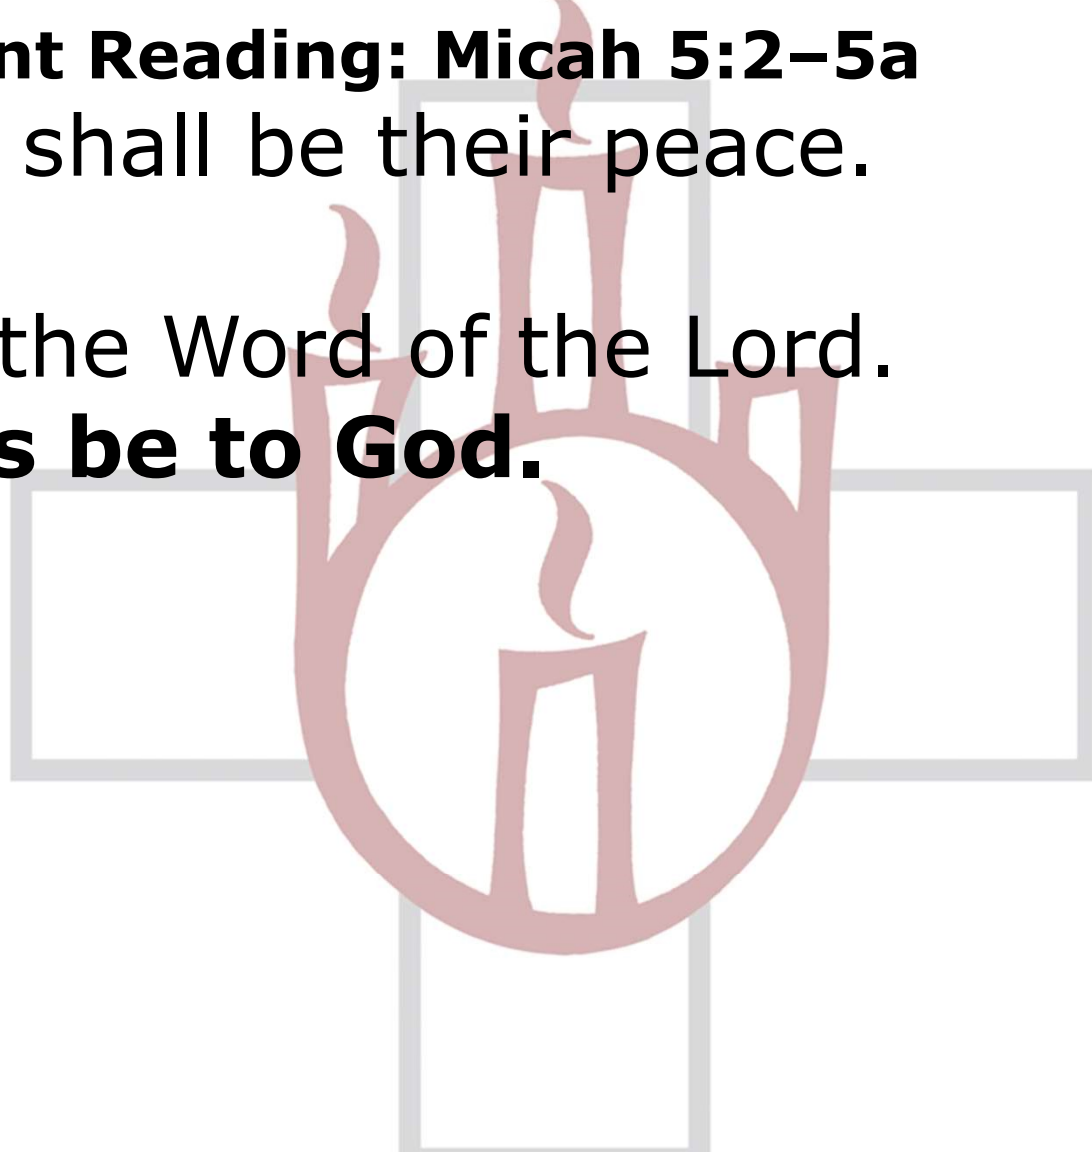 nt Reading: Micah 5:2–5a
shall be their peace.
the Word of the Lord.
s be to God.